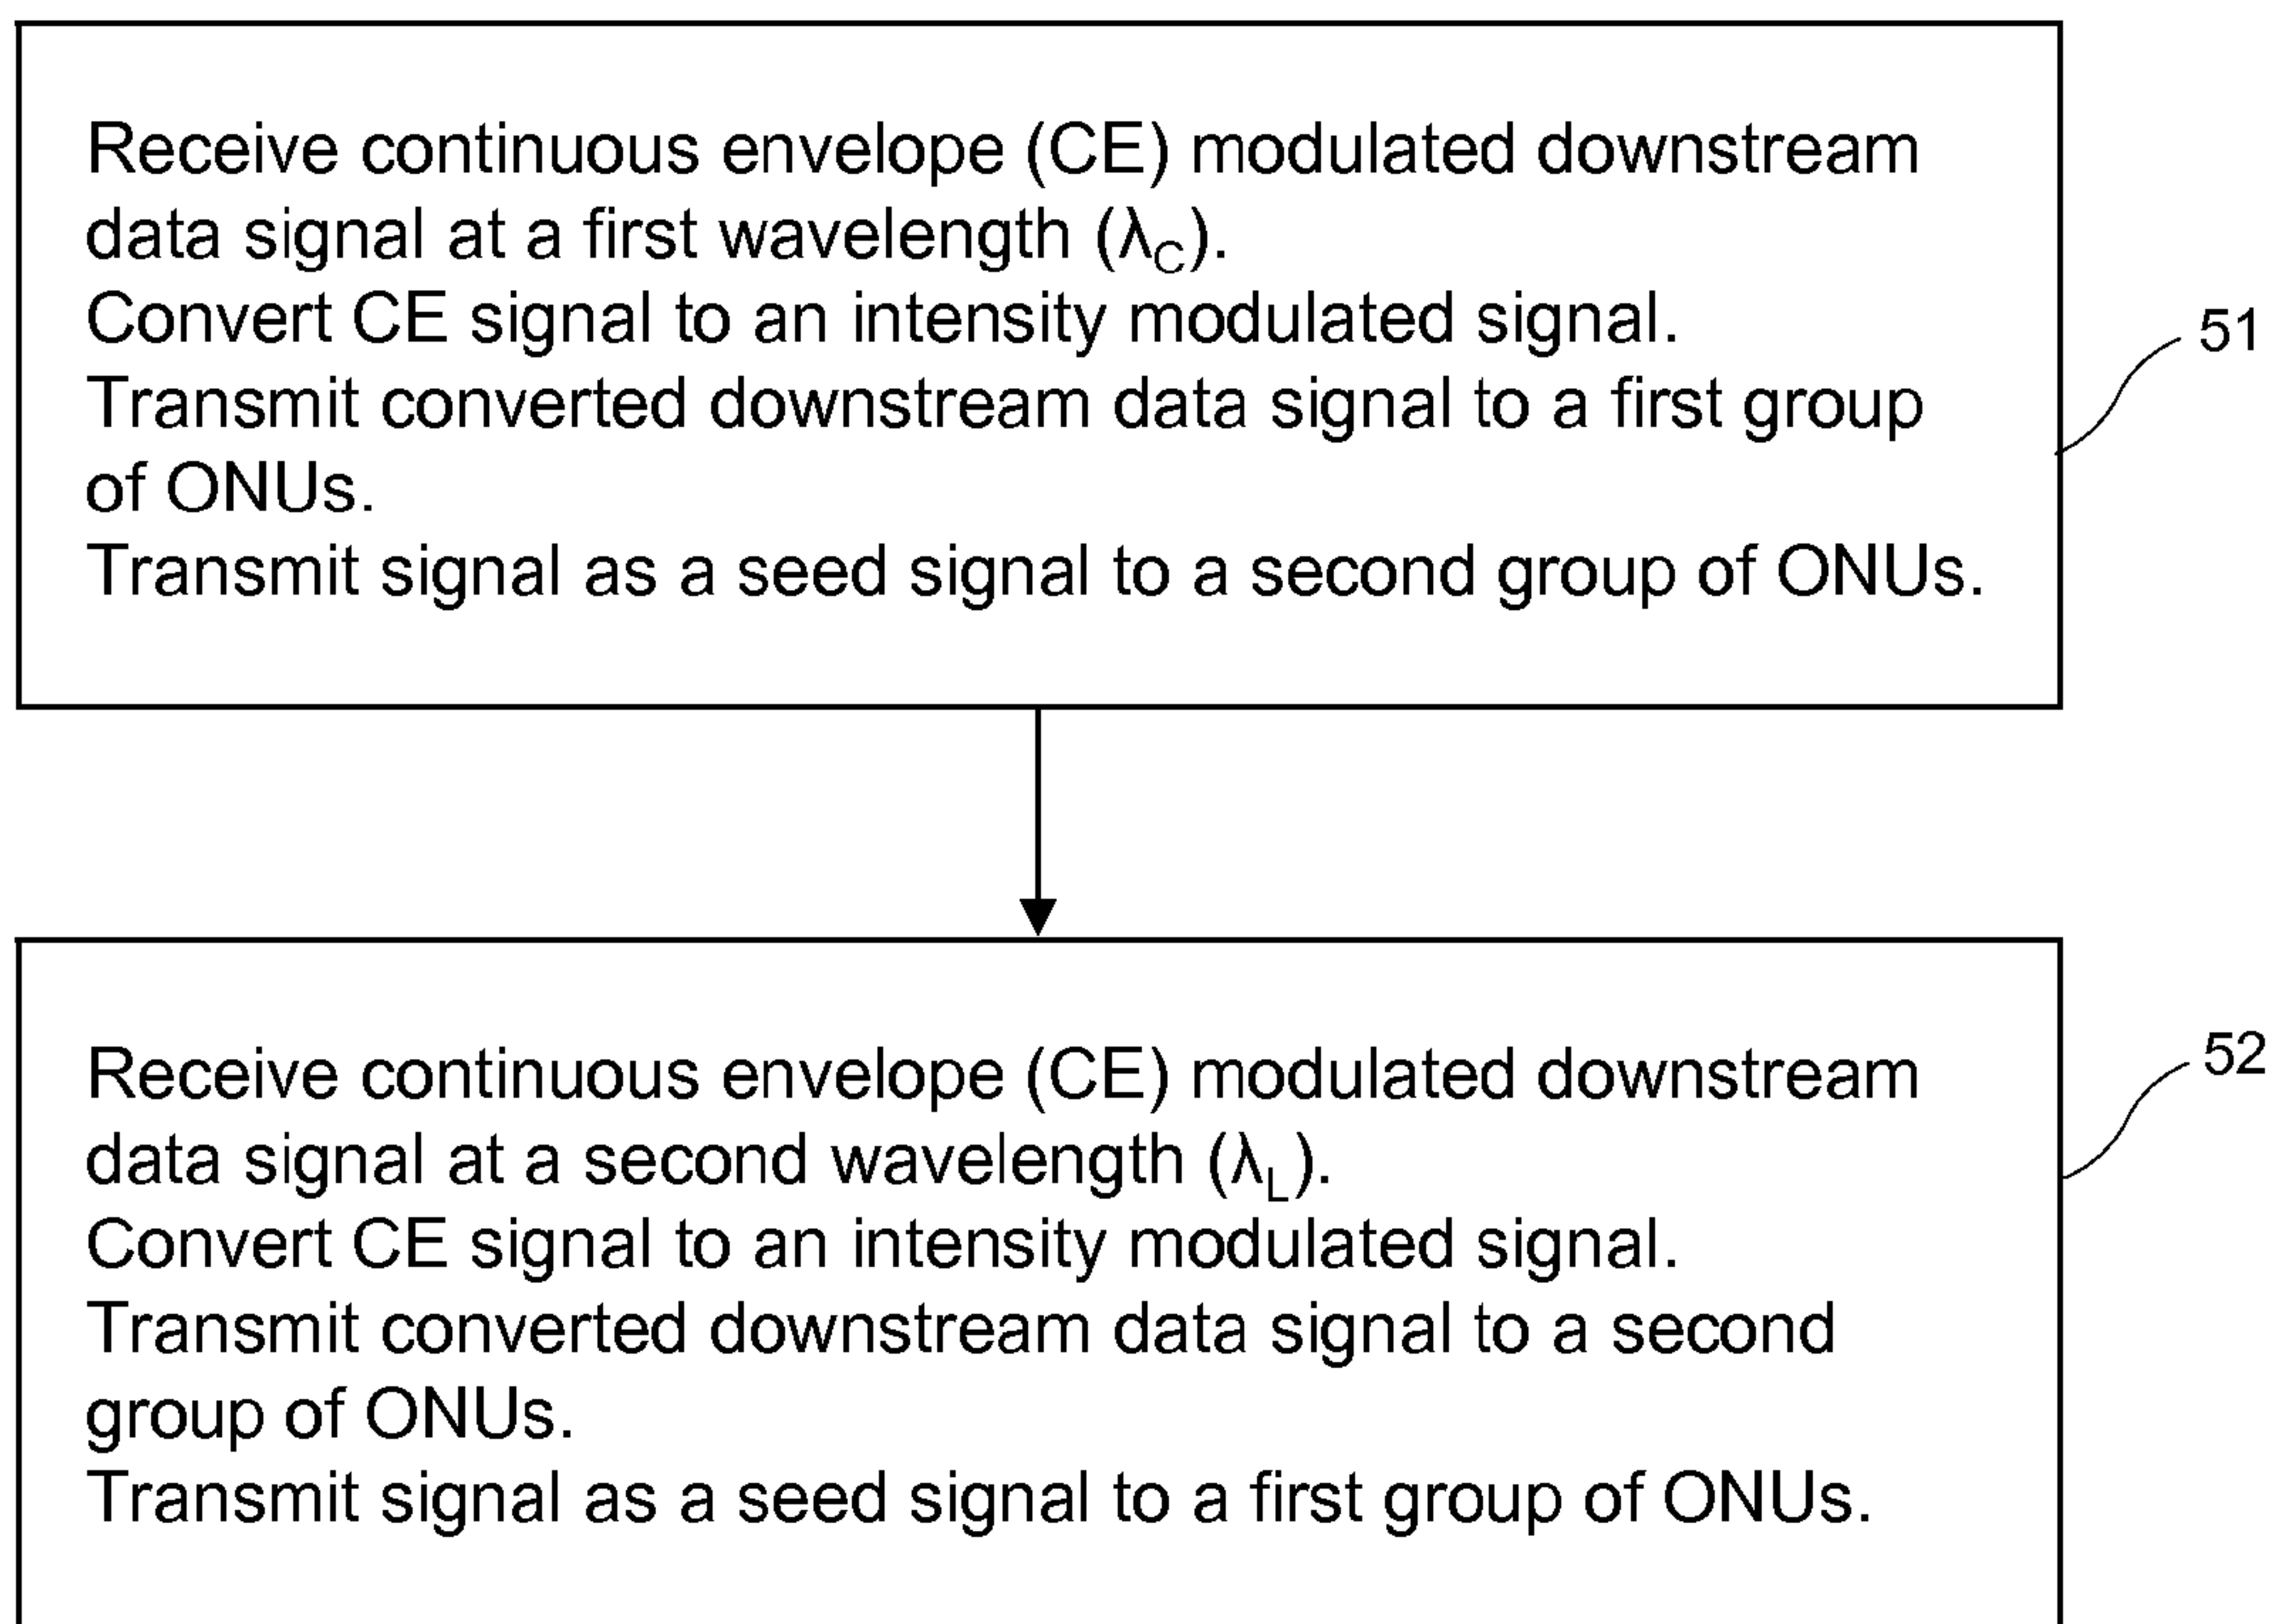 Receive continuous envelope (CE) modulated downstream
data signal at a first wavelength (λC).
Convert CE signal to an intensity modulated signal.
Transmit converted downstream data signal to a first group
of ONUs.
Transmit signal as a seed signal to a second group of ONUs.
51
Receive continuous envelope (CE) modulated downstream
data signal at a second wavelength (λL).
Convert CE signal to an intensity modulated signal.
Transmit converted downstream data signal to a second
group of ONUs.
Transmit signal as a seed signal to a first group of ONUs.
52